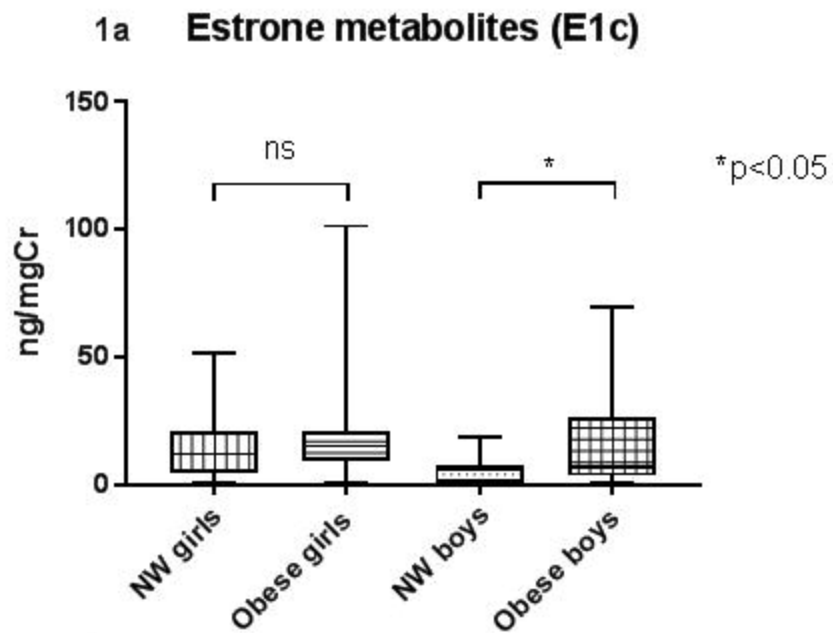 1a Estrone metabolites (E1c)
150
ns
*
*p<0.05
100
ng/mgCr
50
0
NW girls
Obese girls
NW boys
Obese boys